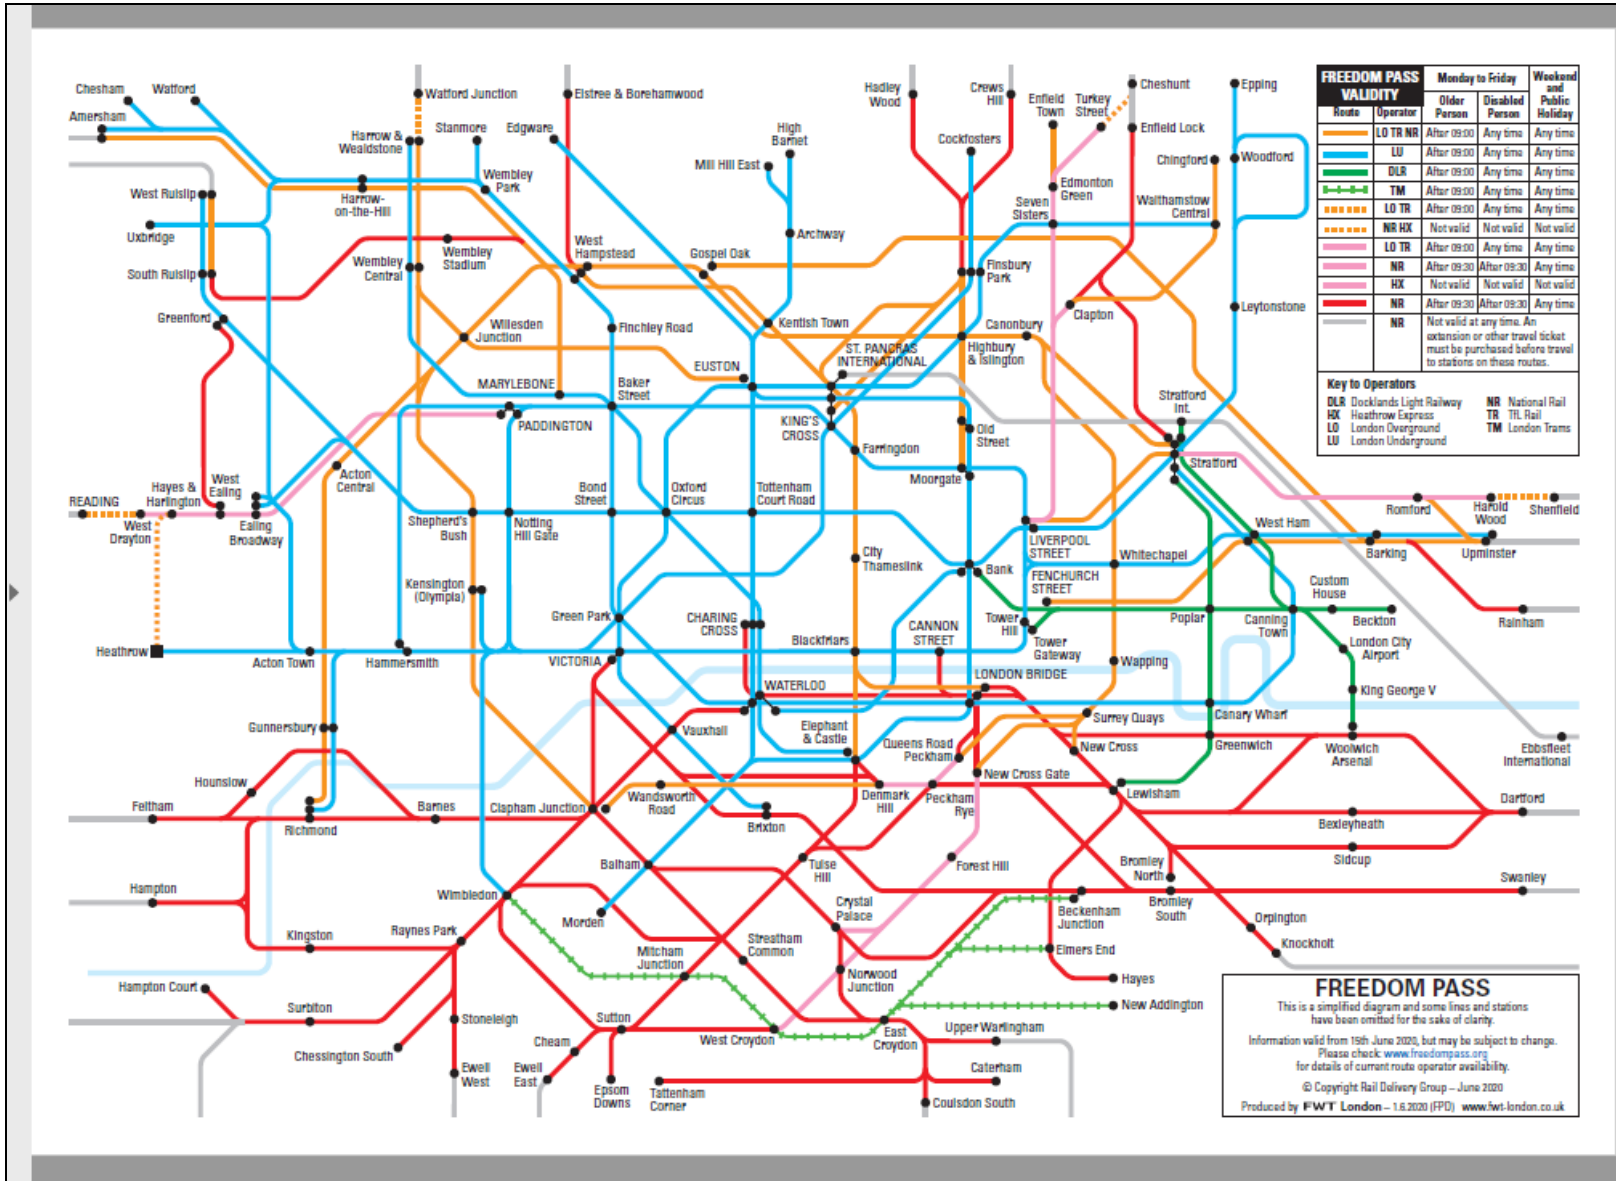 Chesham
Watford
Amersham
Watford Junction
Elstree & Borehamwood
Hadley
Wood
Crews
Hill
Enfield
Town
Turkey
Street
Cheshunt
Epping
Harrow &
Wealdstone
Stanmore
Edgware
High
Barnet
Cockfosters
Enfield Lock
Mill Hill East
Chingford
Woodford
West Ruislip
Harrow-
on-the-Hill
Wembley
Park
Edmonton
Green
Seven
Sisters
Walthamstow
Central
Uxbridge
Archway
Wembley
Stadium
West
Hampstead
Gospel Oak
South Ruislip
Wembley
Central
Finsbury
Park
Greenford
Willesden
Junction
Finchley Road
Kentish Town
Canonbury
Clapton
Leytonstone
ST. PANCRAS
INTERNATIONAL
Highbury
& Islington
EUSTON
MARYLEBONE
Baker
Street
Stratford
Int.
PADDINGTON
KING'S
CROSS
Old
Street
Farringdon
Moorgate
Stratford
Acton
Central
READING
Hayes &
Harlington
West
Ealing
West
Drayton
Ealing
Broadway
Shepherd's
Bush
Notting
Hill Gate
Bond
Street
Oxford
Circus
Tottenham
Court Road
Romford
Harold
Wood
Shenfield
LIVERPOOL
STREET
West Ham
Barking
Upminster
City
Thameslink
Bank
Whitechapel
FENCHURCH
STREET
Kensington
(Olympia)
Custom
House
Green Park
CHARING
CROSS
Blackfriars
CANNON
STREET
Tower
Hill
Tower
Gateway
Poplar
Canning
Town
Beckton
Rainham
London City
Airport
Heathrow
Acton Town
Hammersmith
VICTORIA
Wapping
LONDON BRIDGE
WATERLOO
King George V
Gunnersbury
Vauxhall
Elephant
& Castle
Queens Road
Peckham
Surrey Quays
New Cross
Canary Wharf
Greenwich
Woolwich
Arsenal
Ebbsfleet
International
Hounslow
New Cross Gate
Feltham
Richmond
Barnes
Clapham Junction
Wandsworth
Road
Brixton
Denmark
Hill
Peckham
Rye
Lewisham
Dartford
Bexleyheath
Balham
Tulse
Hill
Forest Hill
Bromley
North
Sidcup
Hampton
Wimbledon
Crystal
Palace
Beckenham
Junction
Bromley
South
Swanley
Morden
Kingston
Raynes Park
Mitcham
Junction
Streatham
Common
Norwood
Junction
Elmers End
Orpington
Knockholt
Hampton Court
Hayes
Surbiton
Stoneleigh
Sutton
West Croydon
East
Croydon
New Addington
Upper Warlingham
Chessington South
Cheam
Ewell
West
Ewell
East
Epsom
Downs
Tattenham
Corner
Caterham
Coulsdon South
FREEDOM PASS
VALIDITY
Monday to Friday
Weekend
and
Public
Holiday
Route Operator Older
Person Disabled
Person
LO TR NR After 09:00 Any time Any time
LU After 09:00 Any time Any time
DLR After 09:00 Any time Any time
TM After 09:00 Any time Any time
LO TR After 09:00 Any time Any time
NR HX Not valid Not valid Not valid
LO TR After 09:00 Any time Any time
NR After 09:30 After 09:30 Any time
HX Not valid Not valid Not valid
NR After 09:30 After 09:30 Any time
NR Not valid at any time. An
extension or other travel ticket
must be purchased before travel
to stations on these routes.
Key to Operators
DLR Docklands Light Railway NR National Rail
HX Heathrow Express TR TfL Rail
LO London Overground TM London Trams
LU London Underground
FREEDOM PASS
This is a simplified diagram and some lines and stations
have been omitted for the sake of clarity.
Information valid from 15th June 2020, but may be subject to change.
Please check: www.freedompass.org
for details of current route operator availability.
© Copyright Rail Delivery Group – June 2020
Produced by FWT London – 1.6.2020 (FPD) www.fwt-london.co.uk